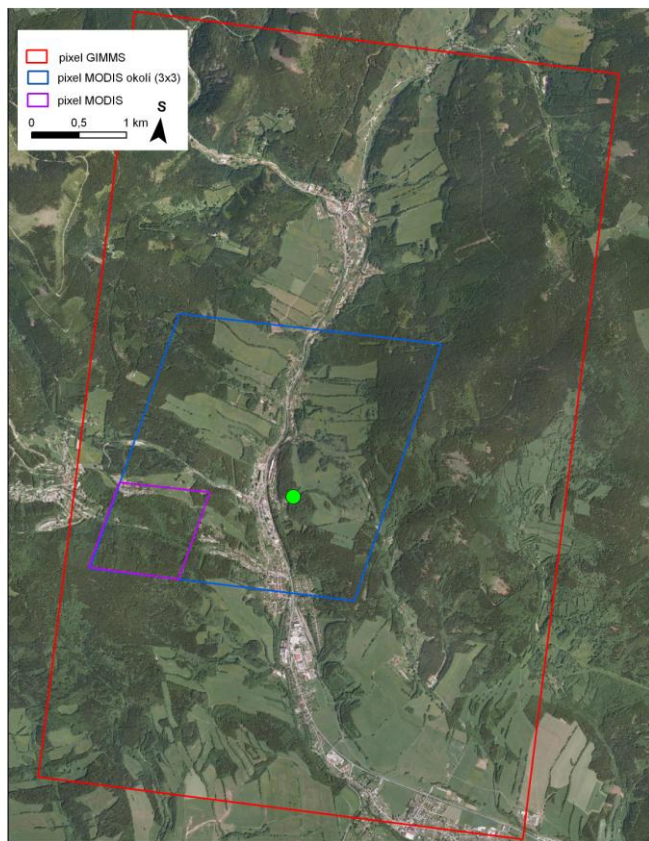 pixel GIMMS
pixel MODIS okolí (3x3)
pixel MODIS
S
0 0,5 1 km